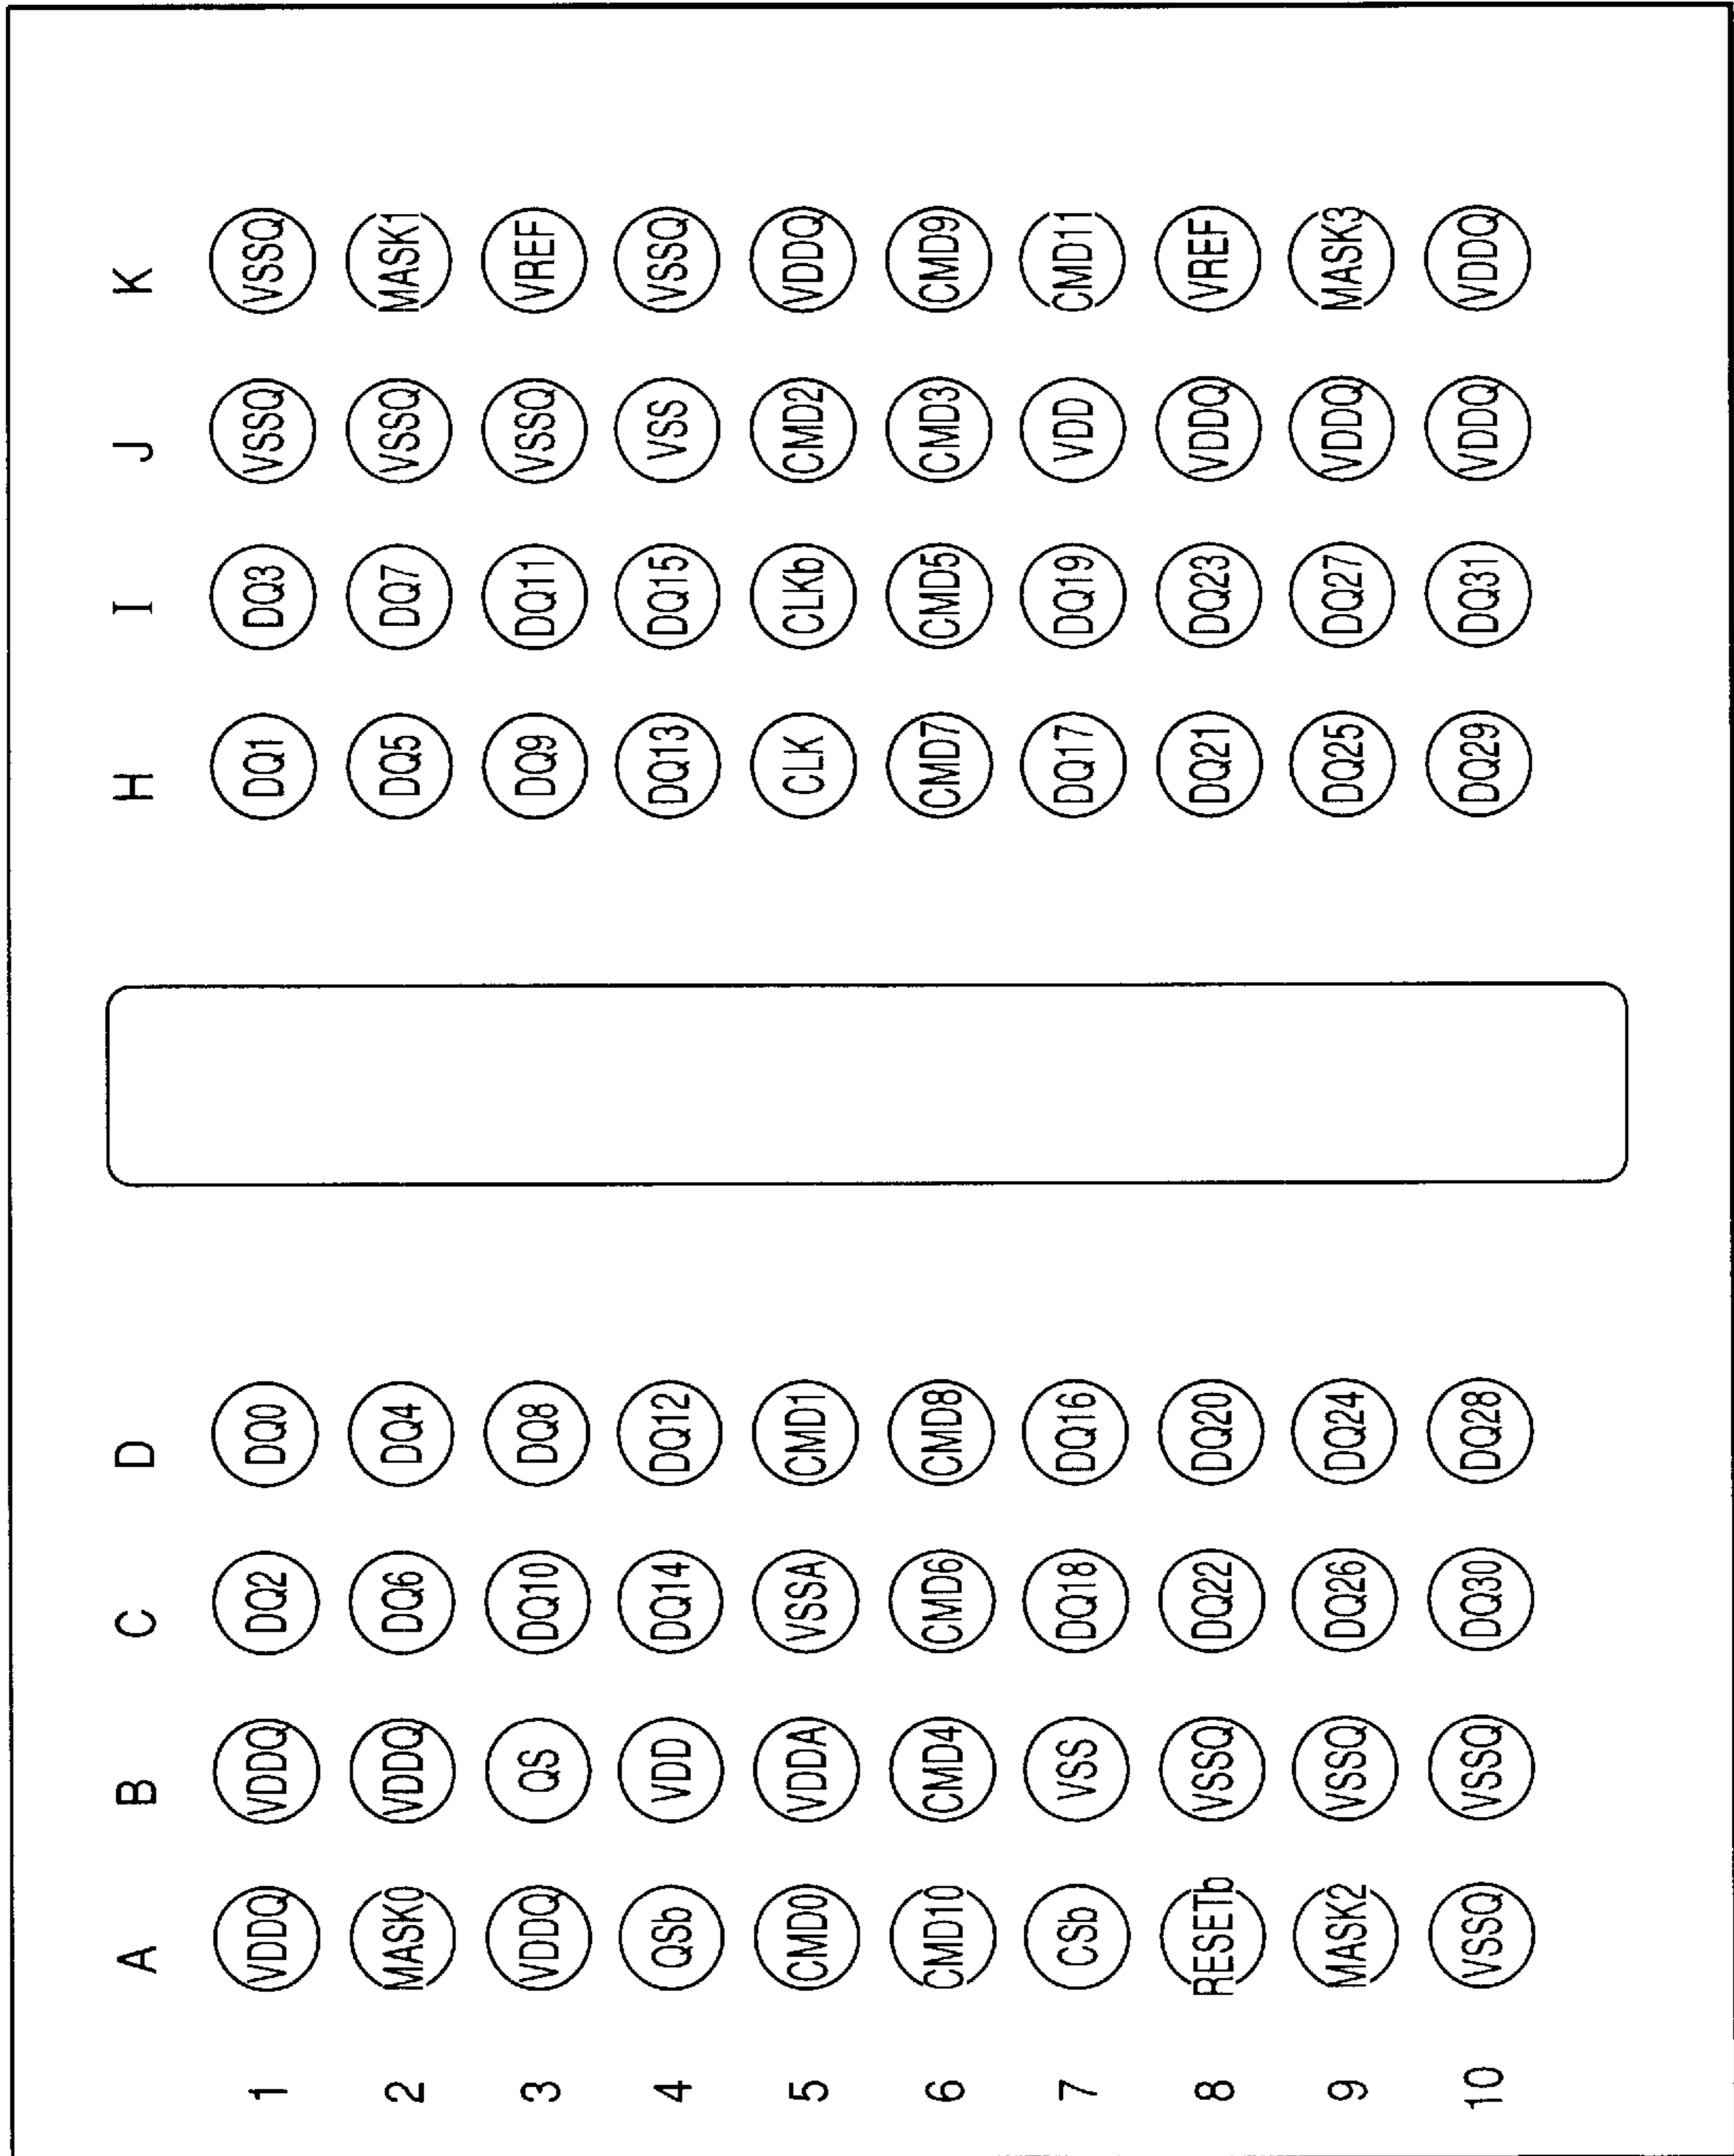 A B C D H I J K
1 VDDQ VDDQ DQ2 DQ0 DQ1 DQ3 VSSQ VSSQ
2 MASK0 VDDQ DQ6 DQ4 DQ5 DQ7 VSSQ MASK1
3 VDDQ QS DQ10 DQ8 DQ9 DQ11 VSSQ VREF
4 QSb VDD DQ14 DQ12 DQ13 DQ15 VSS VSSQ
5 CMD0 VDDA VSSA CMD1 CLK CLKb CMD2 VDDQ
6 CMD10 CMD4 CMD6 CMD8 CMD7 CMD5 CMD3 CMD9
7 CSb VSS DQ18 DQ16 DQ17 DQ19 VDD CMD11
8 RESETb VSSQ DQ22 DQ20 DQ21 DQ23 VDDQ VREF
9 MASK2 VSSQ DQ26 DQ24 DQ25 DQ27 VDDQ MASK3
10 VSSQ VSSQ DQ30 DQ28 DQ29 DQ31 VDDQ VDDQ